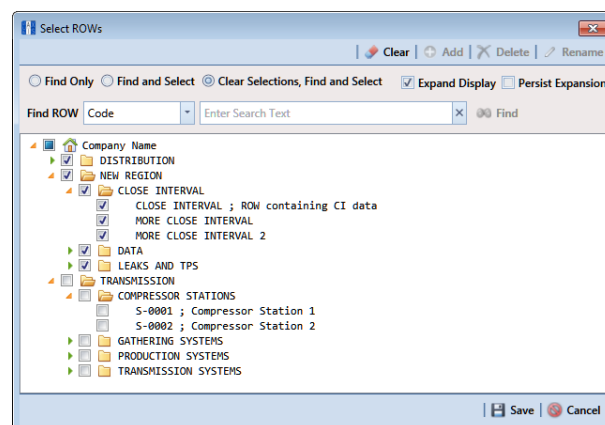 Select ROWs
Clear Add Delete Rename
Find Only Find and Select Clear Selections, Find and Select Expand Display Persist Expansion
Find ROW Code Enter Search Text Find
Company Name
DISTRIBUTION
NEW REGION
CLOSE INTERVAL
CLOSE INTERVAL ; ROW containing CI data
MORE CLOSE INTERVAL
MORE CLOSE INTERVAL 2
DATA
LEAKS AND TPS
TRANSMISSION
COMPRESSOR STATIONS
S-0001 ; Compressor Station 1
S-0002 ; Compressor Station 2
GATHERING SYSTEMS
PRODUCTION SYSTEMS
TRANSMISSION SYSTEMS
Save Cancel